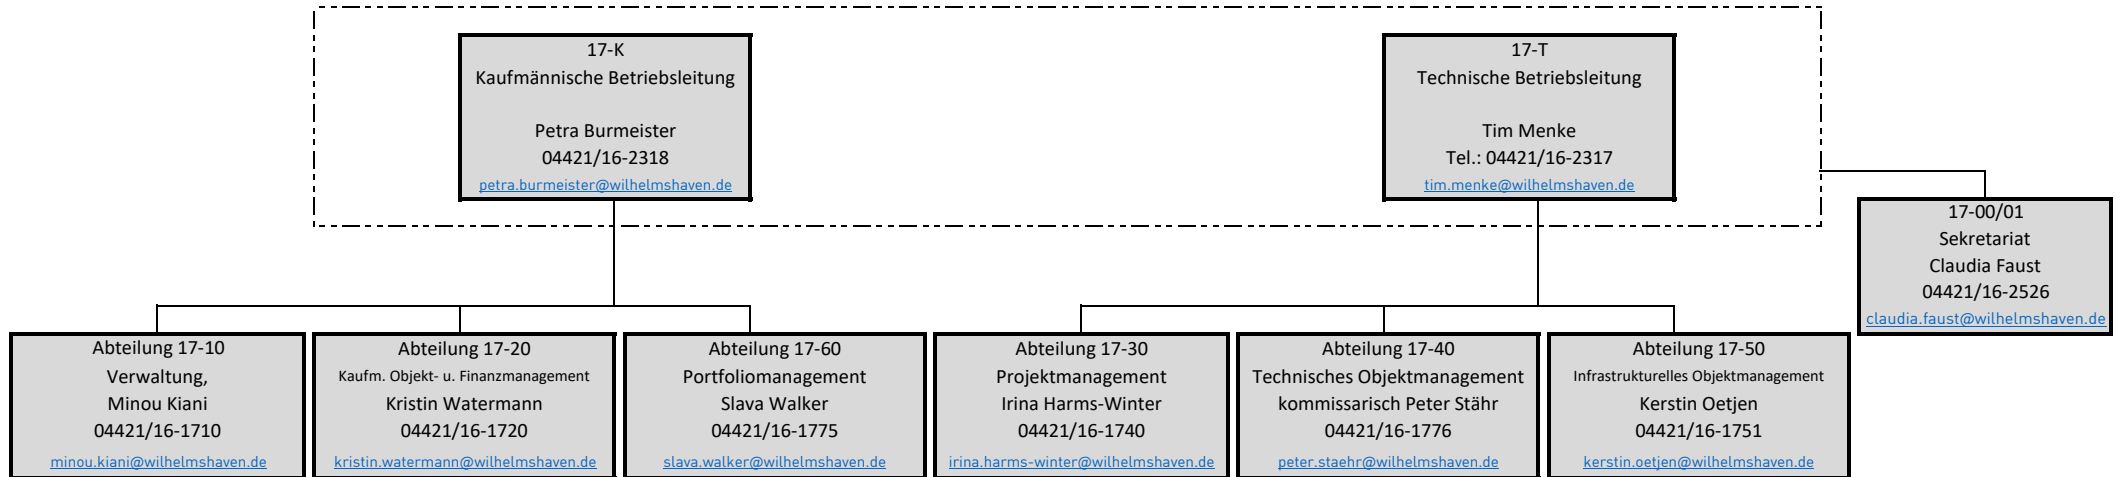 17-K
Kaufmännische Betriebsleitung
Petra Burmeister
04421/16-2318
petra.burmeister@wilhelmshaven.de
17-T
Technische Betriebsleitung
Tim Menke
Tel.: 04421/16-2317
tim.menke@wilhelmshaven.de
17-00/01
Sekretariat
Claudia Faust
04421/16-2526
claudia.faust@wilhelmshaven.de
Abteilung 17-10
Verwaltung,
Minou Kiani
04421/16-1710
minou.kiani@wilhelmshaven.de
Abteilung 17-20
Kaufm. Objekt- u. Finanzmanagement
Kristin Watermann
04421/16-1720
kristin.watermann@wilhelmshaven.de
Abteilung 17-60
Portfoliomanagement
Slava Walker
04421/16-1775
slava.walker@wilhelmshaven.de
Abteilung 17-30
Projektmanagement
Irina Harms-Winter
04421/16-1740
irina.harms-winter@wilhelmshaven.de
Abteilung 17-40
Technisches Objektmanagement
kommissarisch Peter Stähr
04421/16-1776
peter.staehr@wilhelmshaven.de
Abteilung 17-50
Infrastrukturelles Objektmanagement
Kerstin Oetjen
04421/16-1751
kerstin.oetjen@wilhelmshaven.de